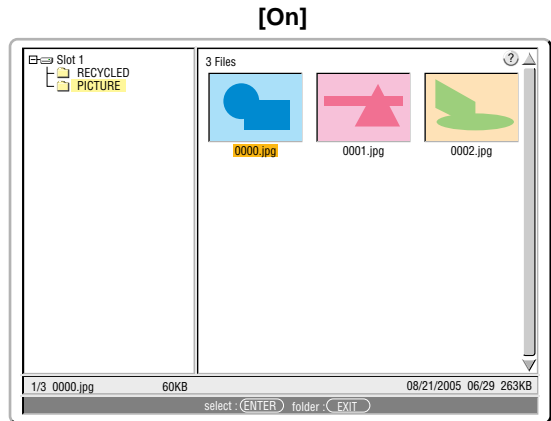 [On]
Slot 1
RECYCLED
PICTURE
3 Files
?
0000.jpg 0001.jpg 0002.jpg
1/3 0000.jpg 60KB 08/21/2005 06/29 263KB
select : ENTER folder : EXIT